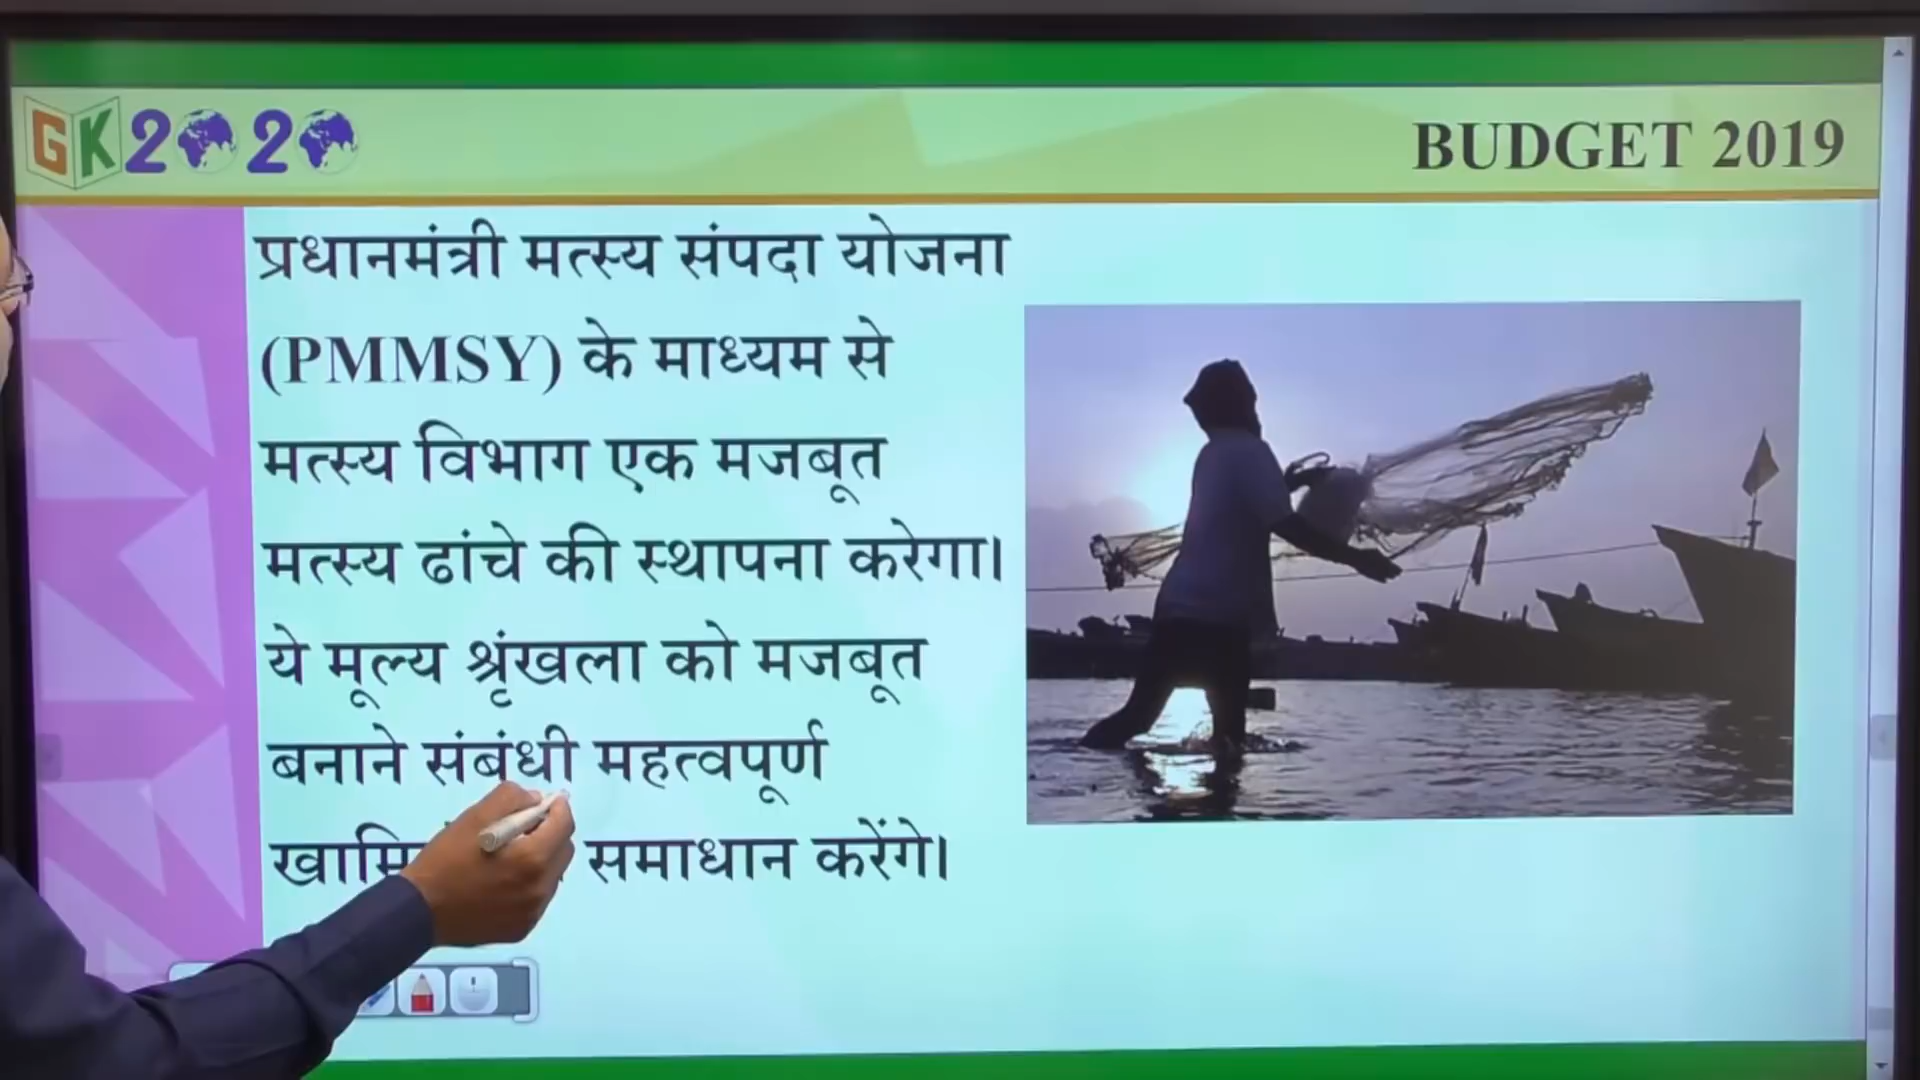 GK2020
BUDGET 2019
प्रधानमंत्री मत्स्य संपदा योजना
(PMMSY) के माध्यम से
मत्स्य विभाग एक मजबूत
मत्स्य ढांचे की स्थापना करेगा।
ये मूल्य श्रृंखला को मजबूत
बनाने संबंधी महत्वपूर्ण
समाधान करेंगे।